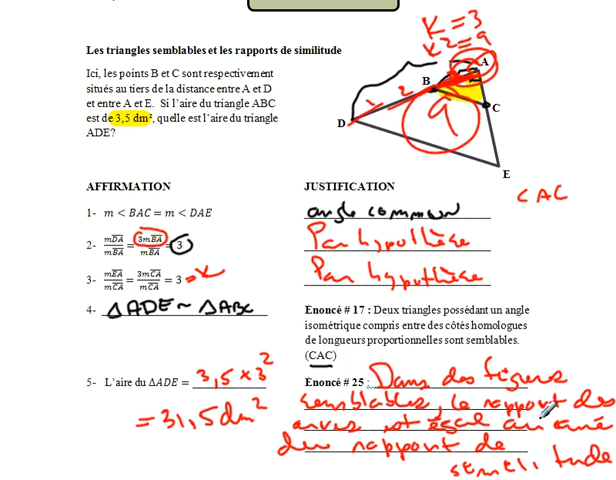 K = 3
K2 = 9
Les triangles semblables et les rapports de similitude
Ici, les points B et C sont respectivement
situés au tiers de la distance entre A et D
et entre A et E. Si l'aire du triangle ABC
est de 3,5 dm², quelle est l'aire du triangle
ADE?
A
B
C
D
E
1
2
9
AFFIRMATION
JUSTIFICATION
CAC
1- m < BAC = m < DAE
angle commun
2- mDA/mBA = 3mBA/mBA = 3
Par hypothèse
3- mEA/mCA = 3mCA/mCA = 3 = K
Par hypothèse
4- ΔADE ~ ΔABC
Énoncé # 17 : Deux triangles possédant un angle
isométrique compris entre des côtés homologues
de longueurs proportionnelles sont semblables.
(CAC)
5- L'aire du ΔADE = 3,5 x 3²
= 31,5 dm²
Énoncé # 25 : Dans des figures
semblables, le rapport des
aires est égal au carré
du rapport de
similitude